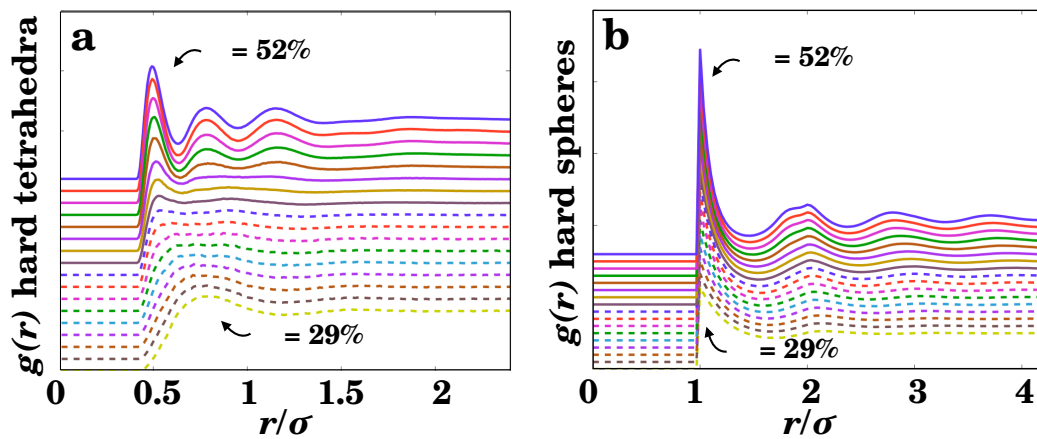 a
g(r) hard tetrahedra
= 52%
= 29%
0 0.5 1 1.5 2
r/σ
b
g(r) hard spheres
= 52%
= 29%
0 1 2 3 4
r/σ